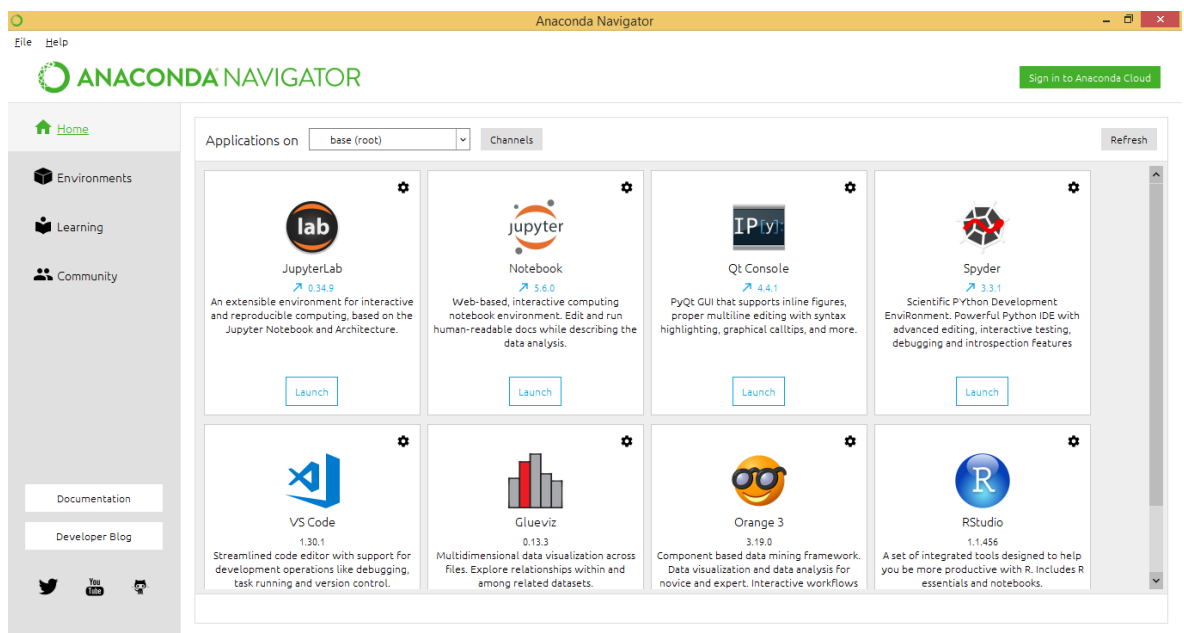 Anaconda Navigator
File Help
ANACONDA NAVIGATOR
Sign in to Anaconda Cloud
Home
Environments
Learning
Community
Documentation
Developer Blog
You
Tube
Applications on base (root) Channels Refresh
lab
JupyterLab
0.34.9
An extensible environment for interactive
and reproducible computing, based on the
Jupyter Notebook and Architecture.
Launch
jupyter
Notebook
5.6.0
Web-based, interactive computing
notebook environment. Edit and run
human-readable docs while describing the
data analysis.
Launch
IP[y]:
Qt Console
4.4.1
PyQt GUI that supports inline figures,
proper multiline editing with syntax
highlighting, graphical calltips, and more.
Launch
Spyder
3.3.1
Scientific PYthon Development
EnviRonment. Powerful Python IDE with
advanced editing, interactive testing,
debugging and introspection features
Launch
VS Code
1.30.1
Streamlined code editor with support for
development operations like debugging,
task running and version control.
Glueviz
0.13.3
Multidimensional data visualization across
files. Explore relationships within and
among related datasets.
Orange 3
3.19.0
Component based data mining framework.
Data visualization and data analysis for
novice and expert. Interactive workflows
R
RStudio
1.1.456
A set of integrated tools designed to help
you be more productive with R. Includes R
essentials and notebooks.